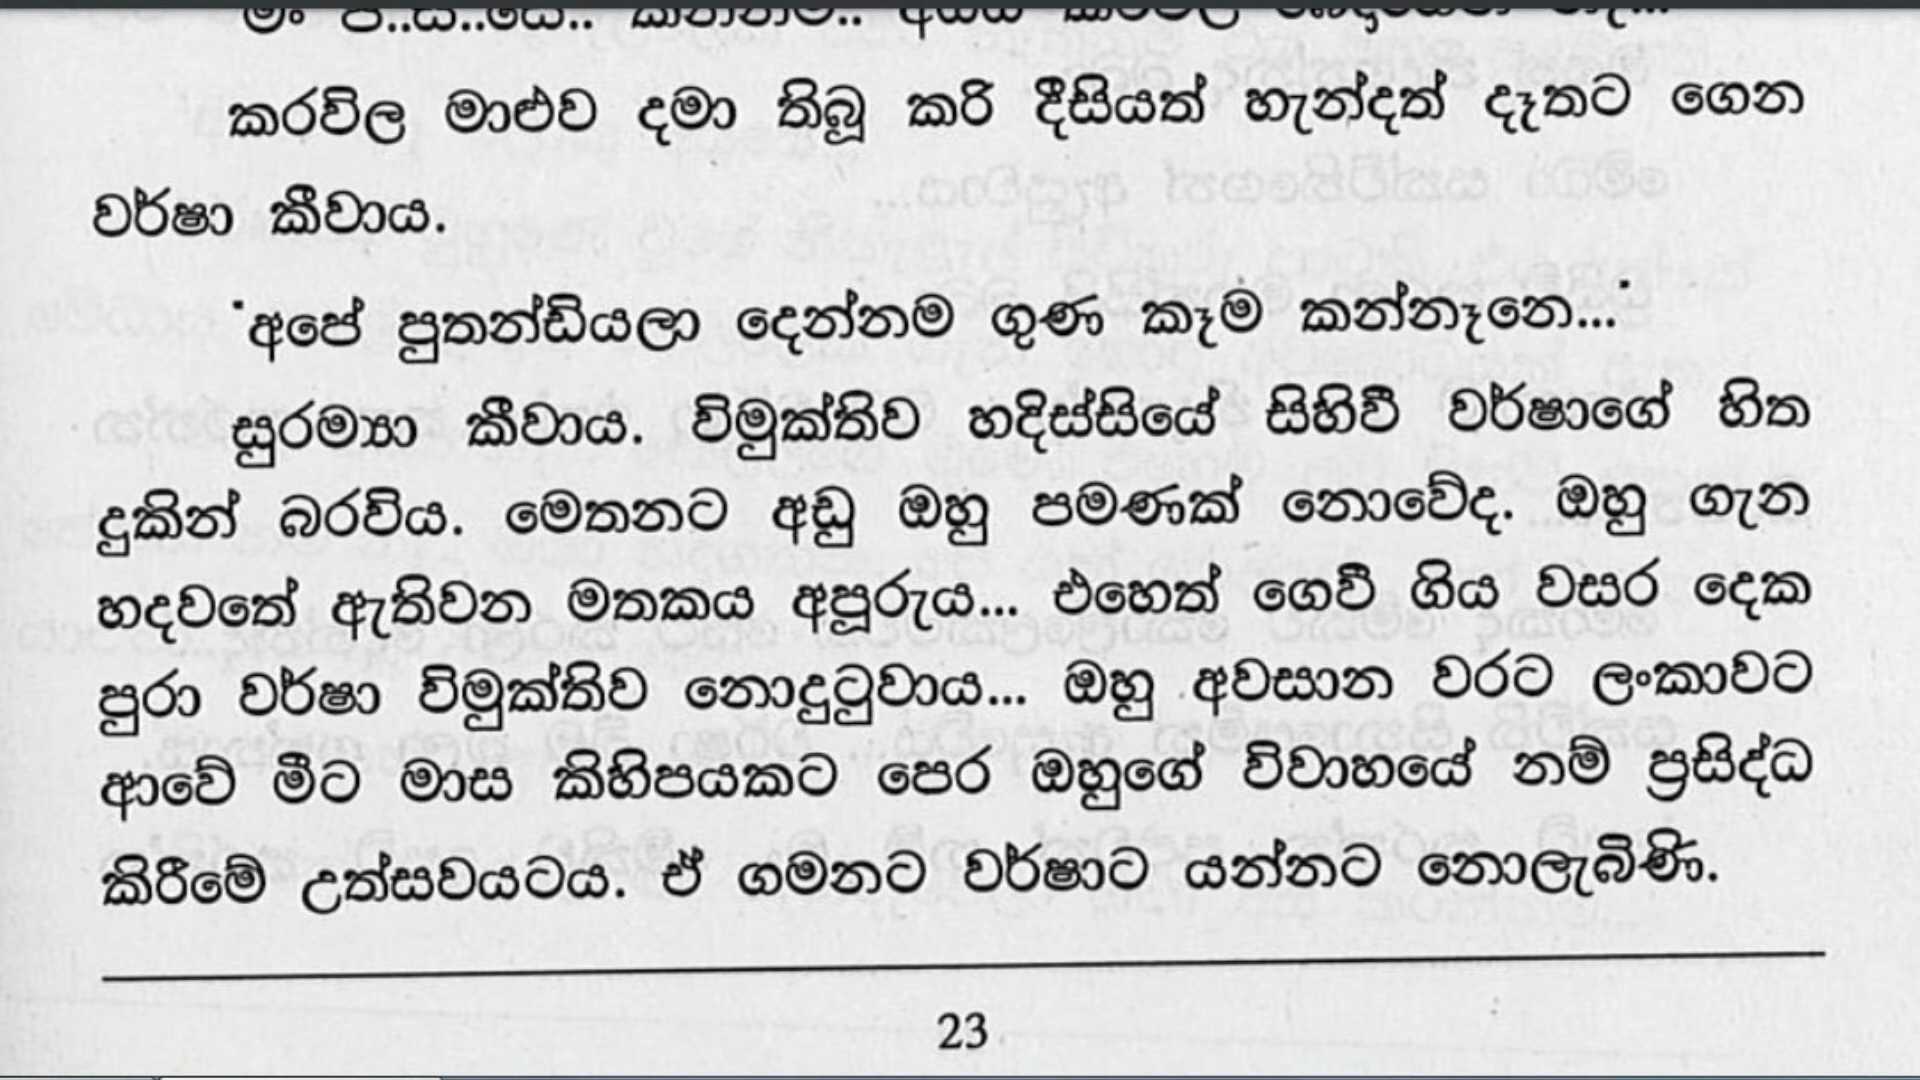 කරවිල මාළුව දමා තිබූ කරි දීසියත් හැන්දත් දෑතට ගෙන
වර්ෂා කීවාය.
'අපේ පුතන්ඩියලා දෙන්නම ගුණ කෑම කන්නෑනෙ...'
සුරම්‍යා කීවාය. විමුක්තිව හදිස්සියේ සිහිවී වර්ෂාගේ හිත
දුකින් බරවිය. මෙතනට අඩු ඔහු පමණක් නොවේද. ඔහු ගැන
හදවතේ ඇතිවන මතකය අපූරුය... එහෙත් ගෙවී ගිය වසර දෙක
පුරා වර්ෂා විමුක්තිව නොදුටුවාය... ඔහු අවසාන වරට ලංකාවට
ආවේ මීට මාස කිහිපයකට පෙර ඔහුගේ විවාහයේ නම් ප්‍රසිද්ධ
කිරීමේ උත්සවයටය. ඒ ගමනට වර්ෂාට යන්නට නොලැබිණි.
23